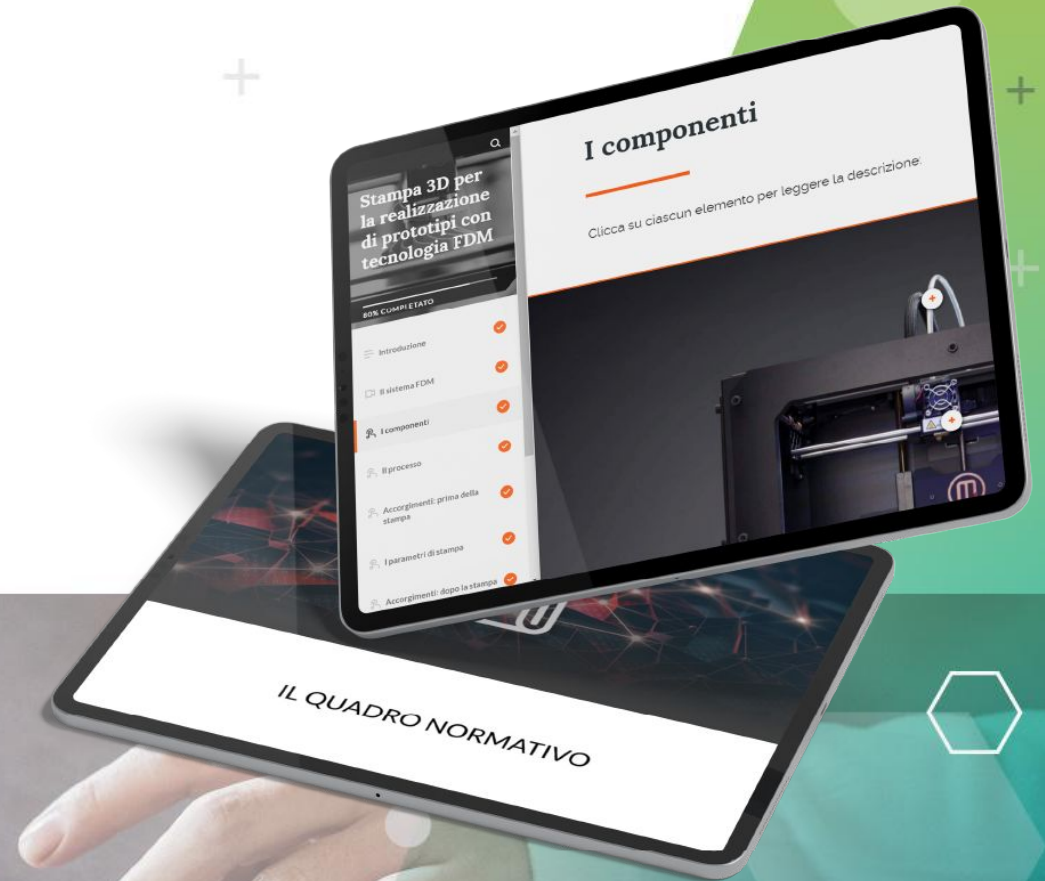 Stampa 3D per
la realizzazione
di prototipi con
tecnologia FDM
80% COMPLETATO
Introduzione
Il sistema FDM
I componenti
Il processo
Accorgimenti: prima della
stampa
I parametri di stampa
Accorgimenti: dopo la stampa
I componenti
Clicca su ciascun elemento per leggere la descrizione:
IL QUADRO NORMATIVO